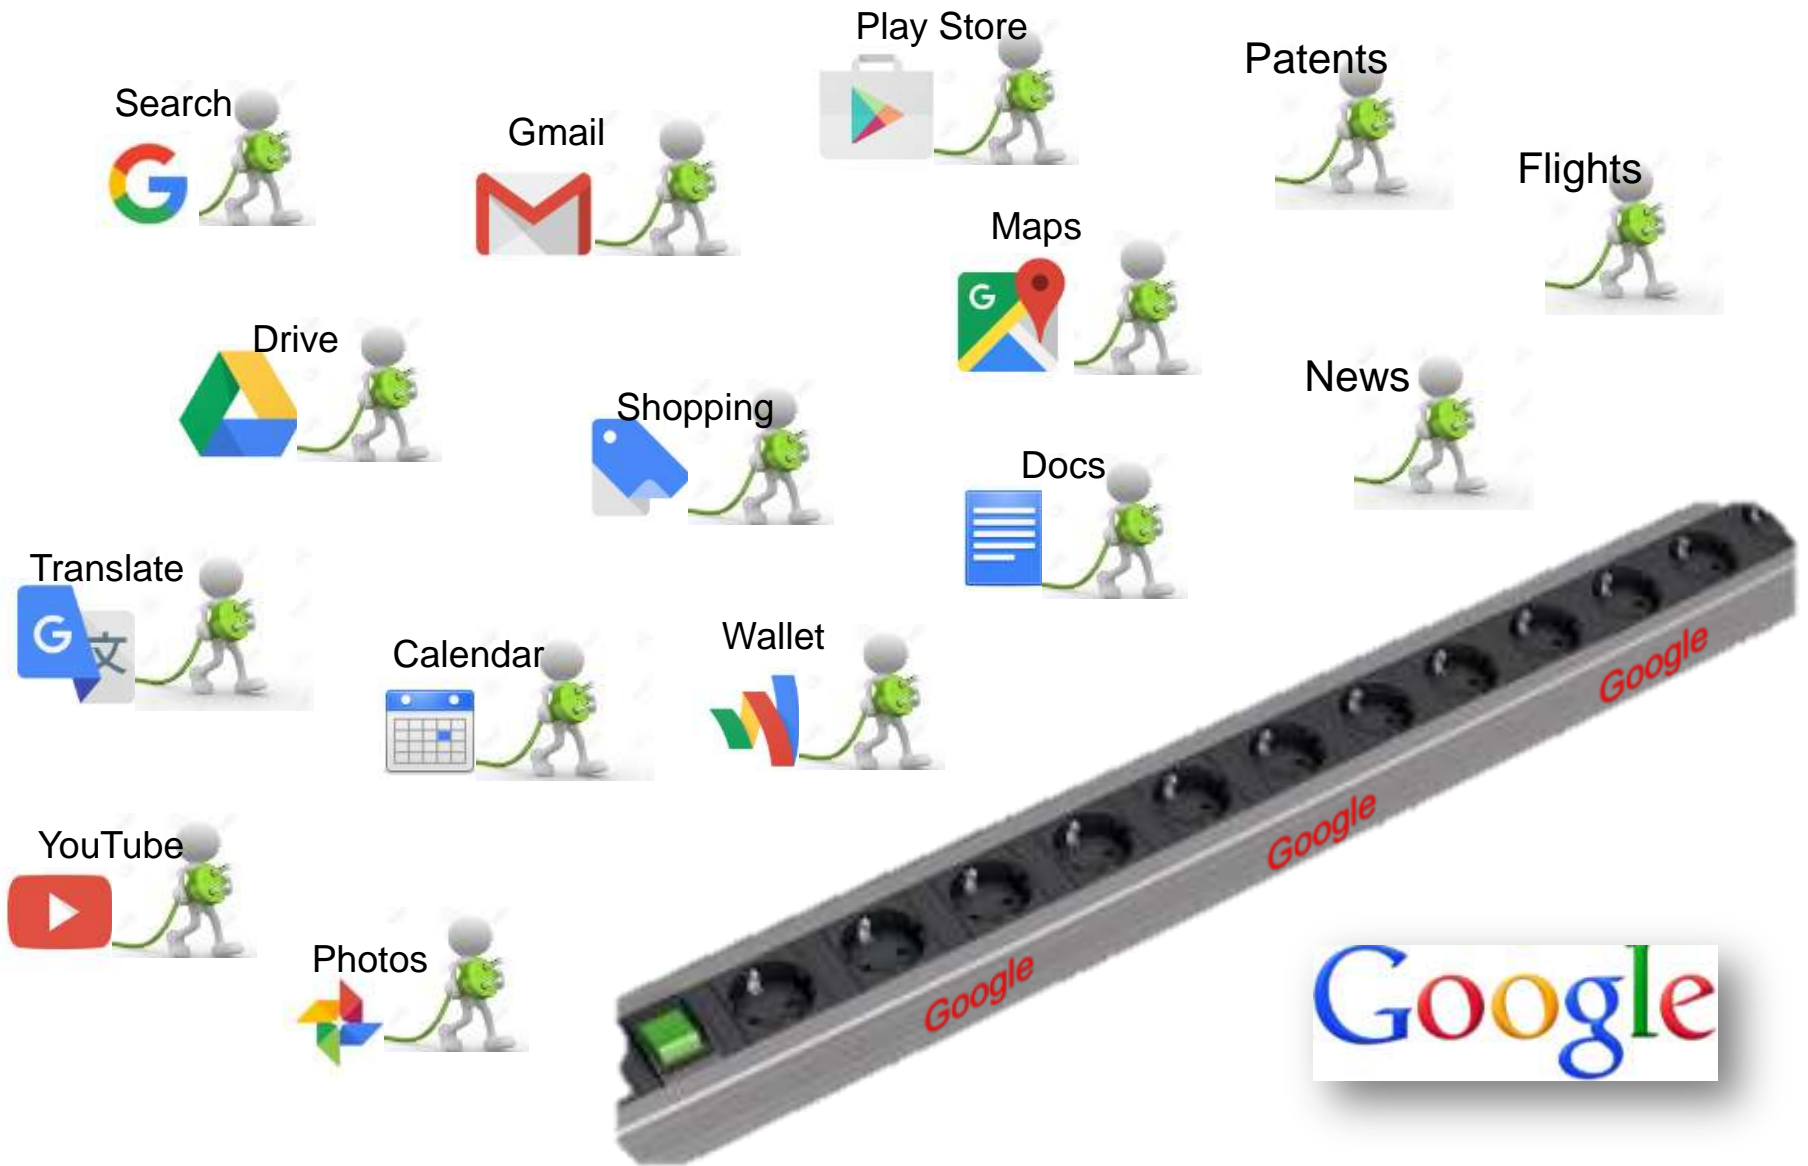 Play Store
Patents
Search
Gmail
Flights
Maps
G
Drive
News
Shopping
Docs
Translate
G
文
Wallet
Calendar
Google
YouTube
Google
Photos
Google
Google